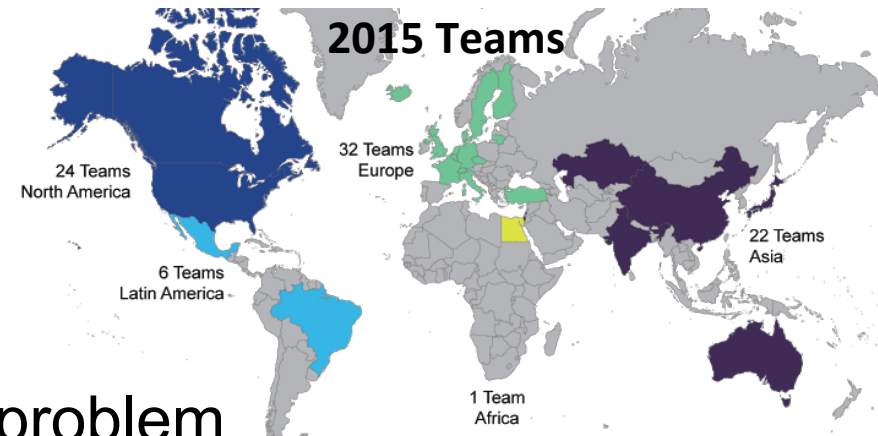 2015 Teams
24 Teams
North America
32 Teams
Europe
22 Teams
Asia
6 Teams
Latin America
1 Team
Africa
problem